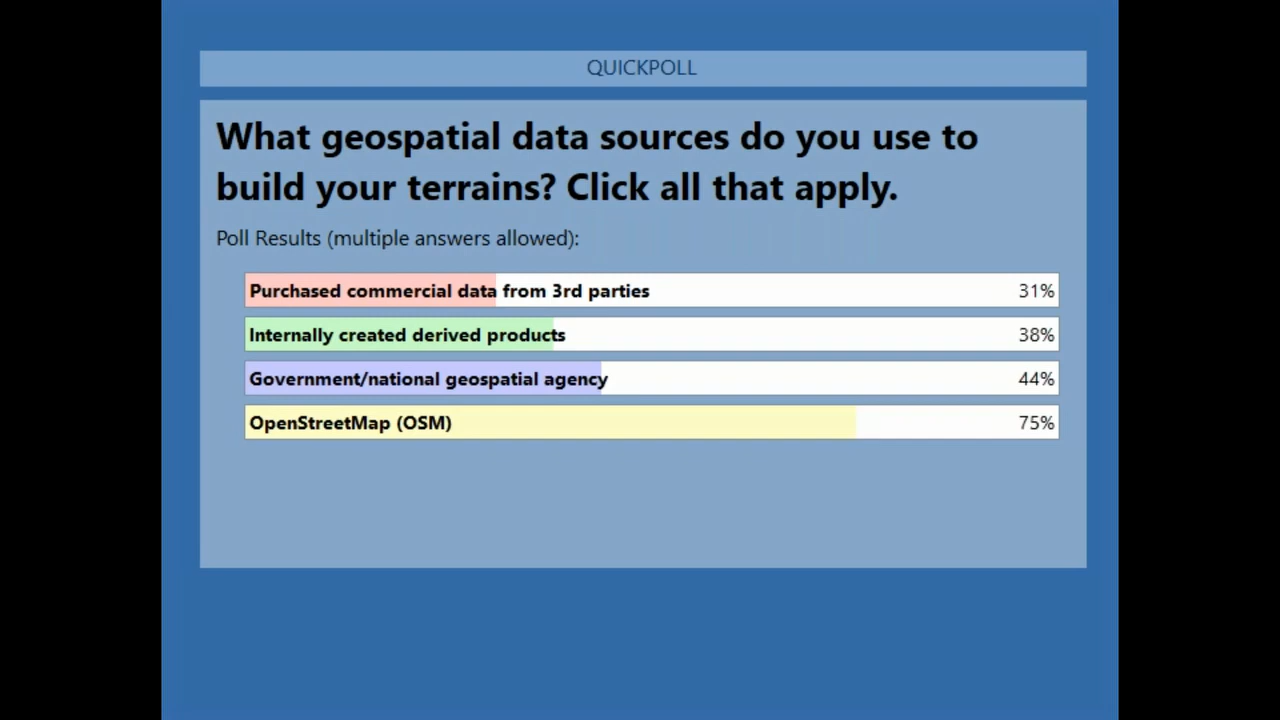 QUICKPOLL
What geospatial data sources do you use to
build your terrains? Click all that apply.
Poll Results (multiple answers allowed):
Purchased commercial data from 3rd parties 31%
Internally created derived products 38%
Government/national geospatial agency 44%
OpenStreetMap (OSM) 75%